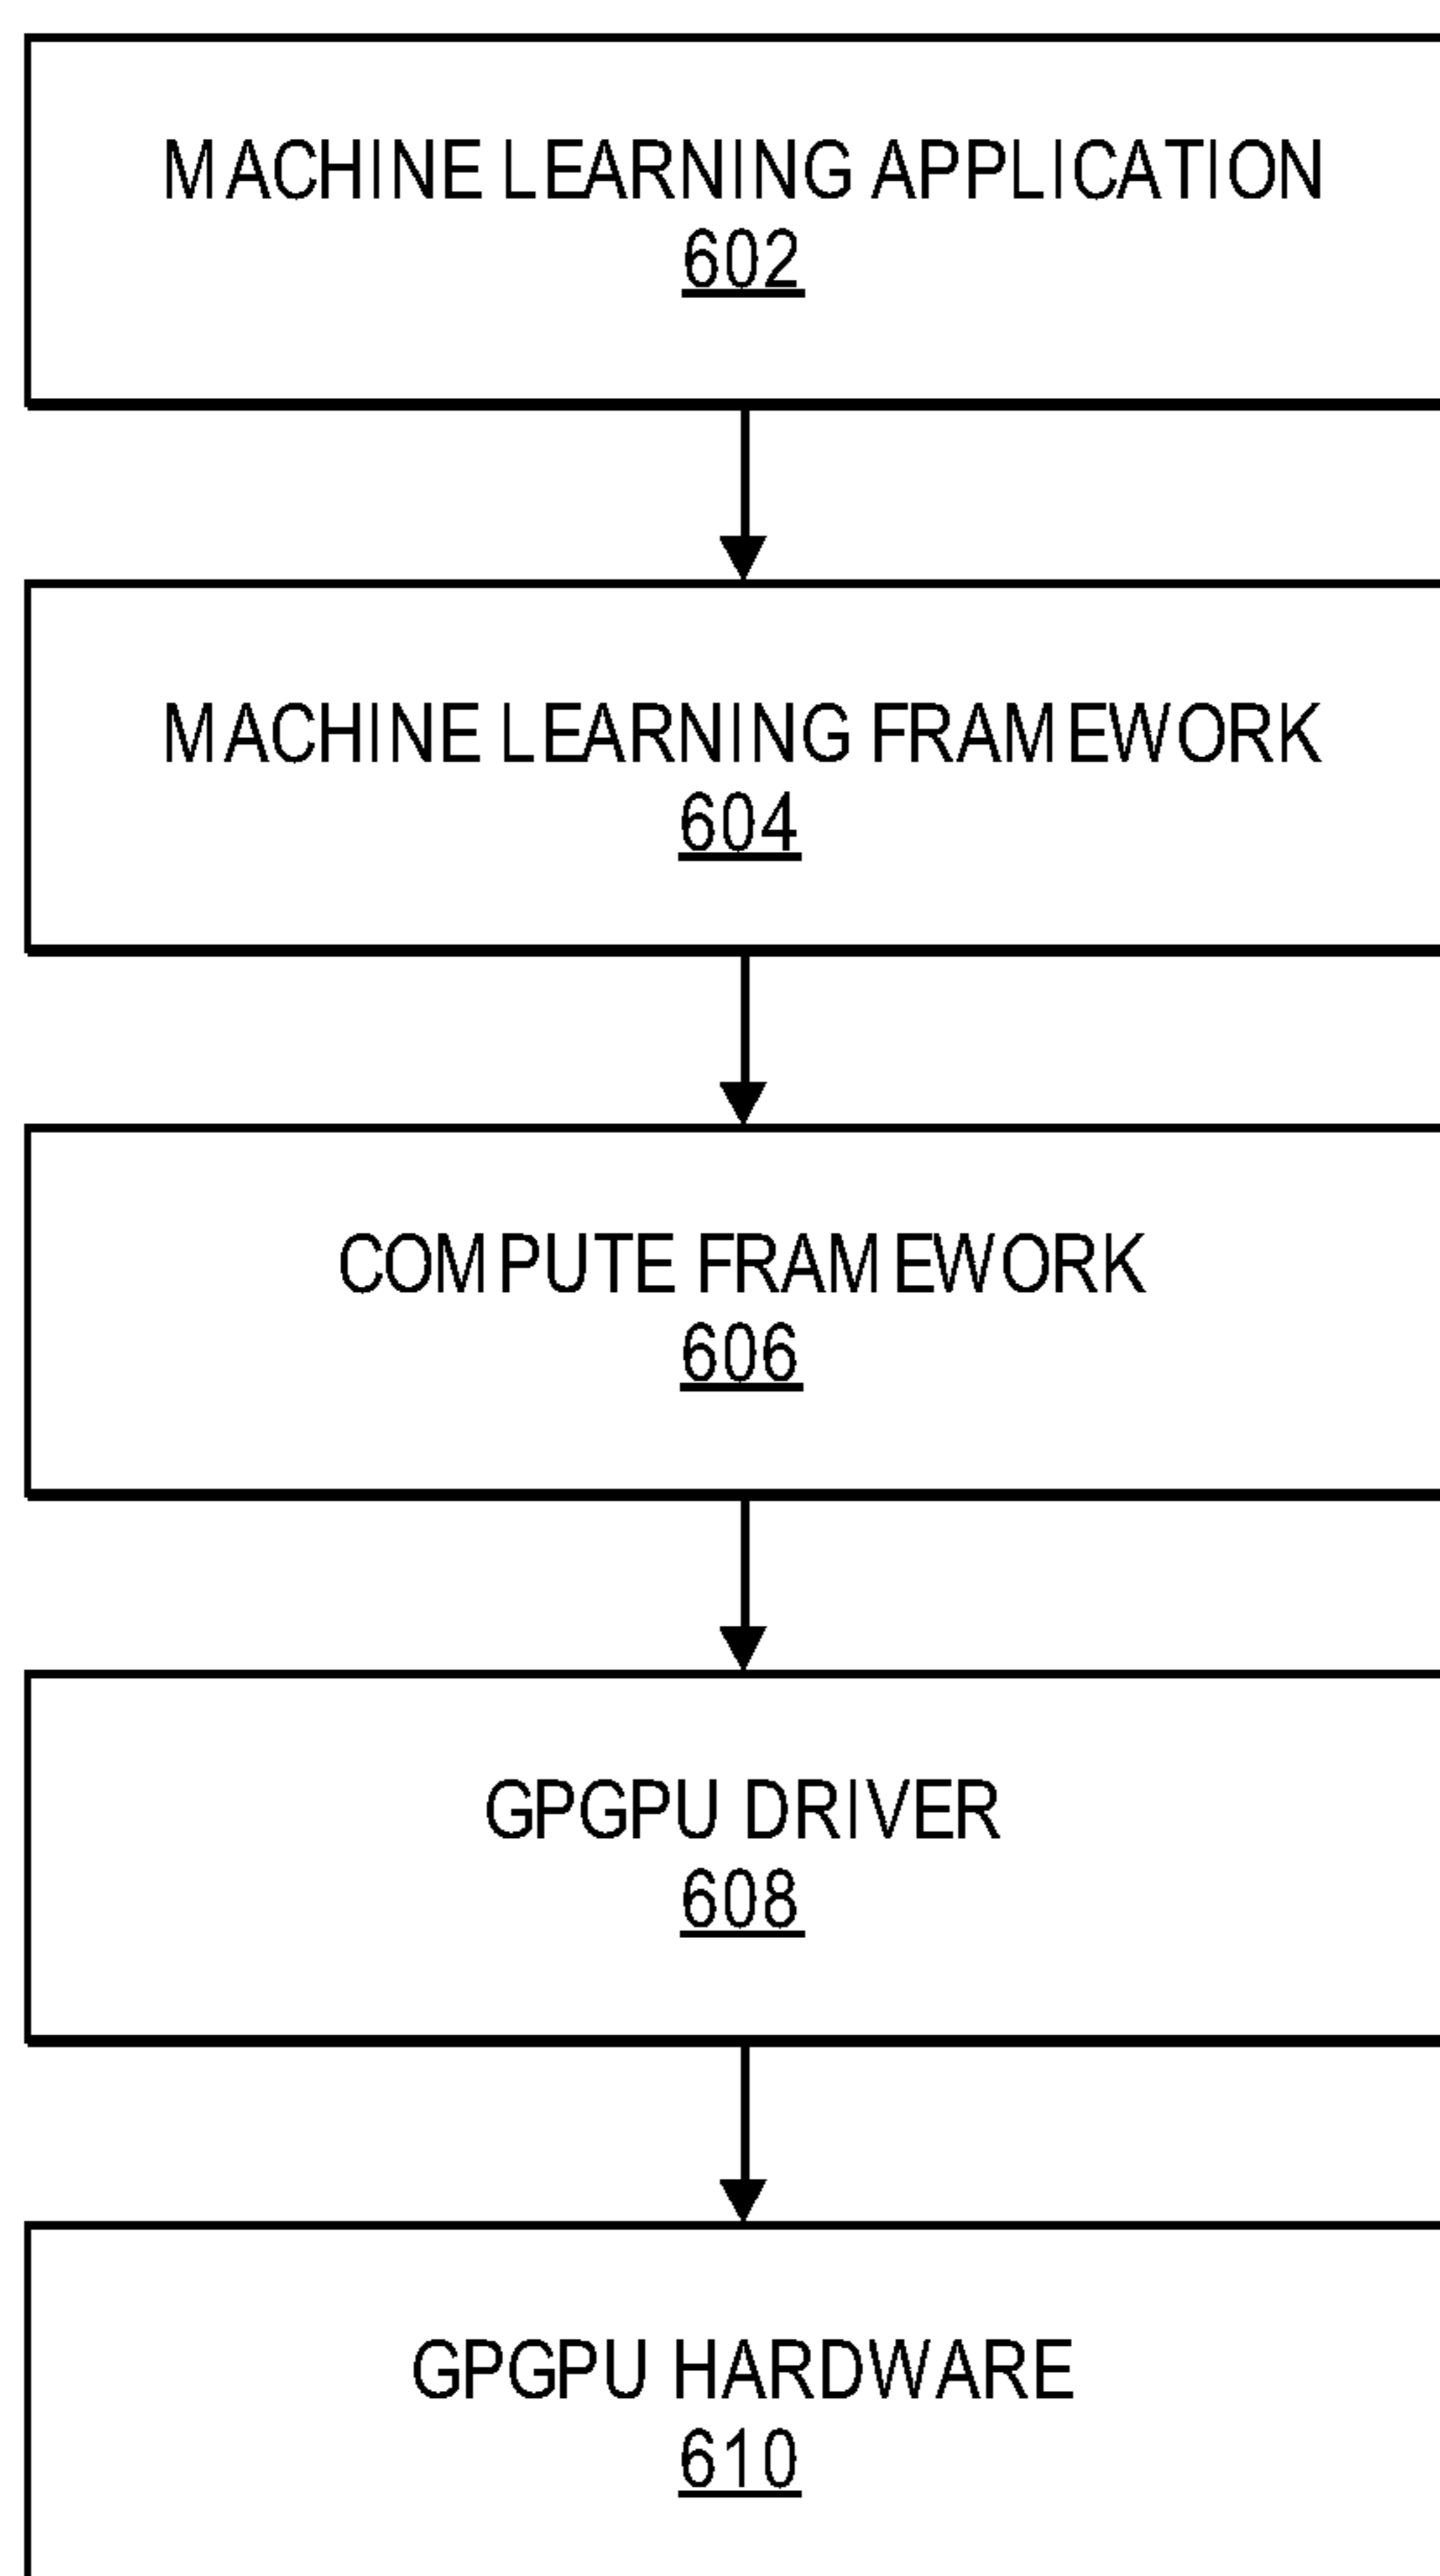 MACHINE LEARNING APPLICATION
602
MACHINE LEARNING FRAMEWORK
604
COMPUTE FRAMEWORK
606
GPGPU DRIVER
608
GPGPU HARDWARE
610